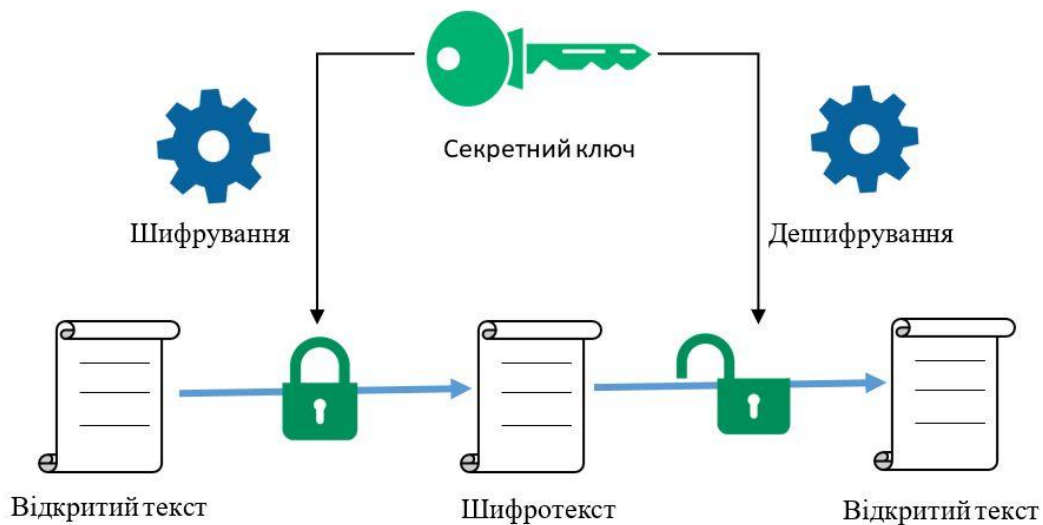 Секретний ключ
Шифрування
Дешифрування
Відкритий текст
Шифротекст
Відкритий текст